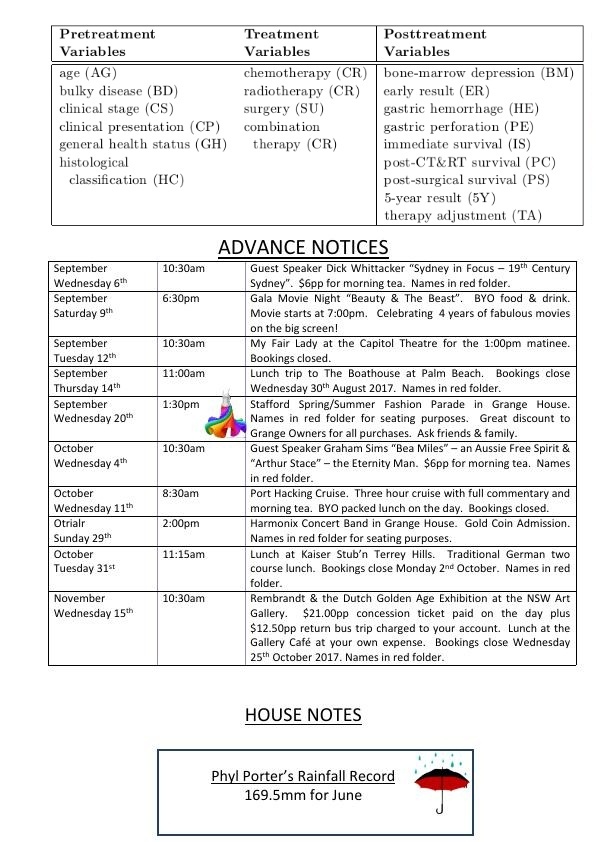 Pretreatment Treatment Posttreatment
Variables Variables Variables
age (AG) chemotherapy (CR) bone-marrow depression (BM)
bulky disease (BD) radiotherapy (CR) early result (ER)
clinical stage (CS) surgery (SU) gastric hemorrhage (HE)
clinical presentation (CP) combination gastric perforation (PE)
general health status (GH) therapy (CR) immediate survival (IS)
histological post-CT&RT survival (PC)
classification (HC) post-surgical survival (PS)
5-year result (5Y)
therapy adjustment (TA)
ADVANCE NOTICES
September 10:30am Guest Speaker Dick Whittacker “Sydney in Focus – 19th Century
Wednesday 6th Sydney”. $6pp for morning tea. Names in red folder.
September 6:30pm Gala Movie Night “Beauty & The Beast”. BYO food & drink.
Saturday 9th Movie starts at 7:00pm. Celebrating 4 years of fabulous movies
on the big screen!
September 10:30am My Fair Lady at the Capitol Theatre for the 1:00pm matinee.
Tuesday 12th Bookings closed.
September 11:00am Lunch trip to The Boathouse at Palm Beach. Bookings close
Thursday 14th Wednesday 30th August 2017. Names in red folder.
September 1:30pm Stafford Spring/Summer Fashion Parade in Grange House.
Wednesday 20th Names in red folder for seating purposes. Great discount to
Grange Owners for all purchases. Ask friends & family.
October 10:30am Guest Speaker Graham Sims “Bea Miles” – an Aussie Free Spirit &
Wednesday 4th “Arthur Stace” – the Eternity Man. $6pp for morning tea. Names
in red folder.
October 8:30am Port Hacking Cruise. Three hour cruise with full commentary and
Wednesday 11th morning tea. BYO packed lunch on the day. Bookings closed.
Otrialr 2:00pm Harmonix Concert Band in Grange House. Gold Coin Admission.
Sunday 29th Names in red folder for seating purposes.
October 11:15am Lunch at Kaiser Stub’n Terrey Hills. Traditional German two
Tuesday 31st course lunch. Bookings close Monday 2nd October. Names in red
folder.
November 10:30am Rembrandt & the Dutch Golden Age Exhibition at the NSW Art
Wednesday 15th Gallery. $21.00pp concession ticket paid on the day plus
$12.50pp return bus trip charged to your account. Lunch at the
Gallery Café at your own expense. Bookings close Wednesday
25th October 2017. Names in red folder.
HOUSE NOTES
Phyl Porter’s Rainfall Record
169.5mm for June